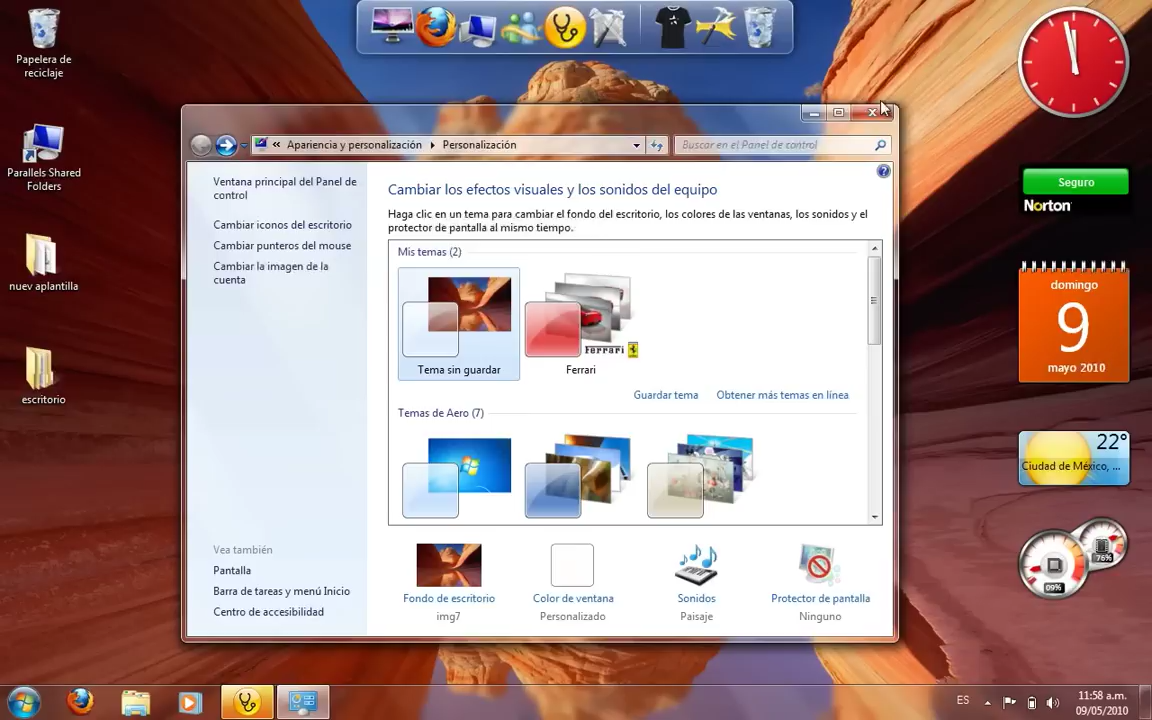 Papelera de
reciclaje
Parallels Shared
Folders
nuev aplantilla
escritorio
« Apariencia y personalización Personalización
Buscar en el Panel de control
Ventana principal del Panel de
control
Cambiar iconos del escritorio
Cambiar punteros del mouse
Cambiar la imagen de la
cuenta
Vea también
Pantalla
Barra de tareas y menú Inicio
Centro de accesibilidad
Cambiar los efectos visuales y los sonidos del equipo
Haga clic en un tema para cambiar el fondo del escritorio, los colores de las ventanas, los sonidos y el
protector de pantalla al mismo tiempo.
Mis temas (2)
Ferrari
Tema sin guardar
Ferrari
Guardar tema
Obtener más temas en línea
Temas de Aero (7)
Fondo de escritorio
img7
Color de ventana
Personalizado
Sonidos
Paisaje
Protector de pantalla
Ninguno
Seguro
Norton
domingo
9
mayo 2010
22°
Ciudad de México, ...
76%
09%
ES
11:58 a.m.
09/05/2010